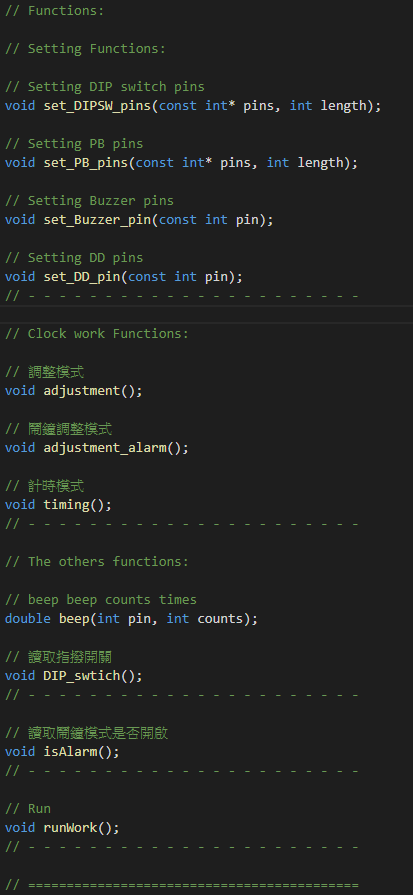 // Functions:
// Setting Functions:
// Setting DIP switch pins
void set_DIPSW_pins(const int* pins, int length);
// Setting PB pins
void set_PB_pins(const int* pins, int length);
// Setting Buzzer pins
void set_Buzzer_pin(const int pin);
// Setting DD pins
void set_DD_pin(const int pin);
// - - - - - - - - - - - - - - - - - - - - - -
// Clock work Functions:
// 調整模式
void adjustment();
// 鬧鐘調整模式
void adjustment_alarm();
// 計時模式
void timing();
// - - - - - - - - - - - - - - - - - - - - - -
// The others functions:
// beep beep counts times
double beep(int pin, int counts);
// 讀取指撥開關
void DIP_swtich();
// - - - - - - - - - - - - - - - - - - - - - -
// 讀取鬧鐘模式是否開啟
void isAlarm();
// - - - - - - - - - - - - - - - - - - - - - -
// Run
void runWork();
// - - - - - - - - - - - - - - - - - - - - - -
// ===========================================